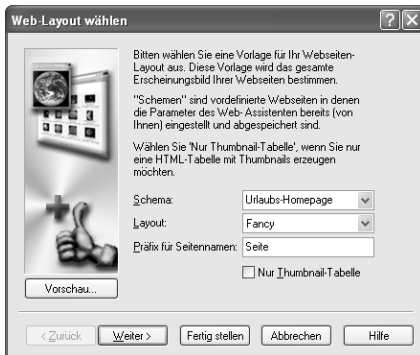 Web-Layout wählen
Bitten wählen Sie eine Vorlage für Ihr Webseiten-
Layout aus. Diese Vorlage wird das gesamte
Erscheinungsbild Ihrer Webseiten bestimmen.
"Schemen" sind vordefinierte Webseiten in denen
die Parameter des Web- Assistenten bereits (von
Ihnen) eingestellt und abgespeichert sind.
Wählen Sie 'Nur Thumbnail-Tabelle', wenn Sie nur
eine HTML-Tabelle mit Thumbnails erzeugen
möchten.
Schema: Urlaubs-Homepage
Layout: Fancy
Präfix für Seitennamen: Seite
Nur Thumbnail-Tabelle
Vorschau...
< Zurück Weiter > Fertig stellen Abbrechen Hilfe